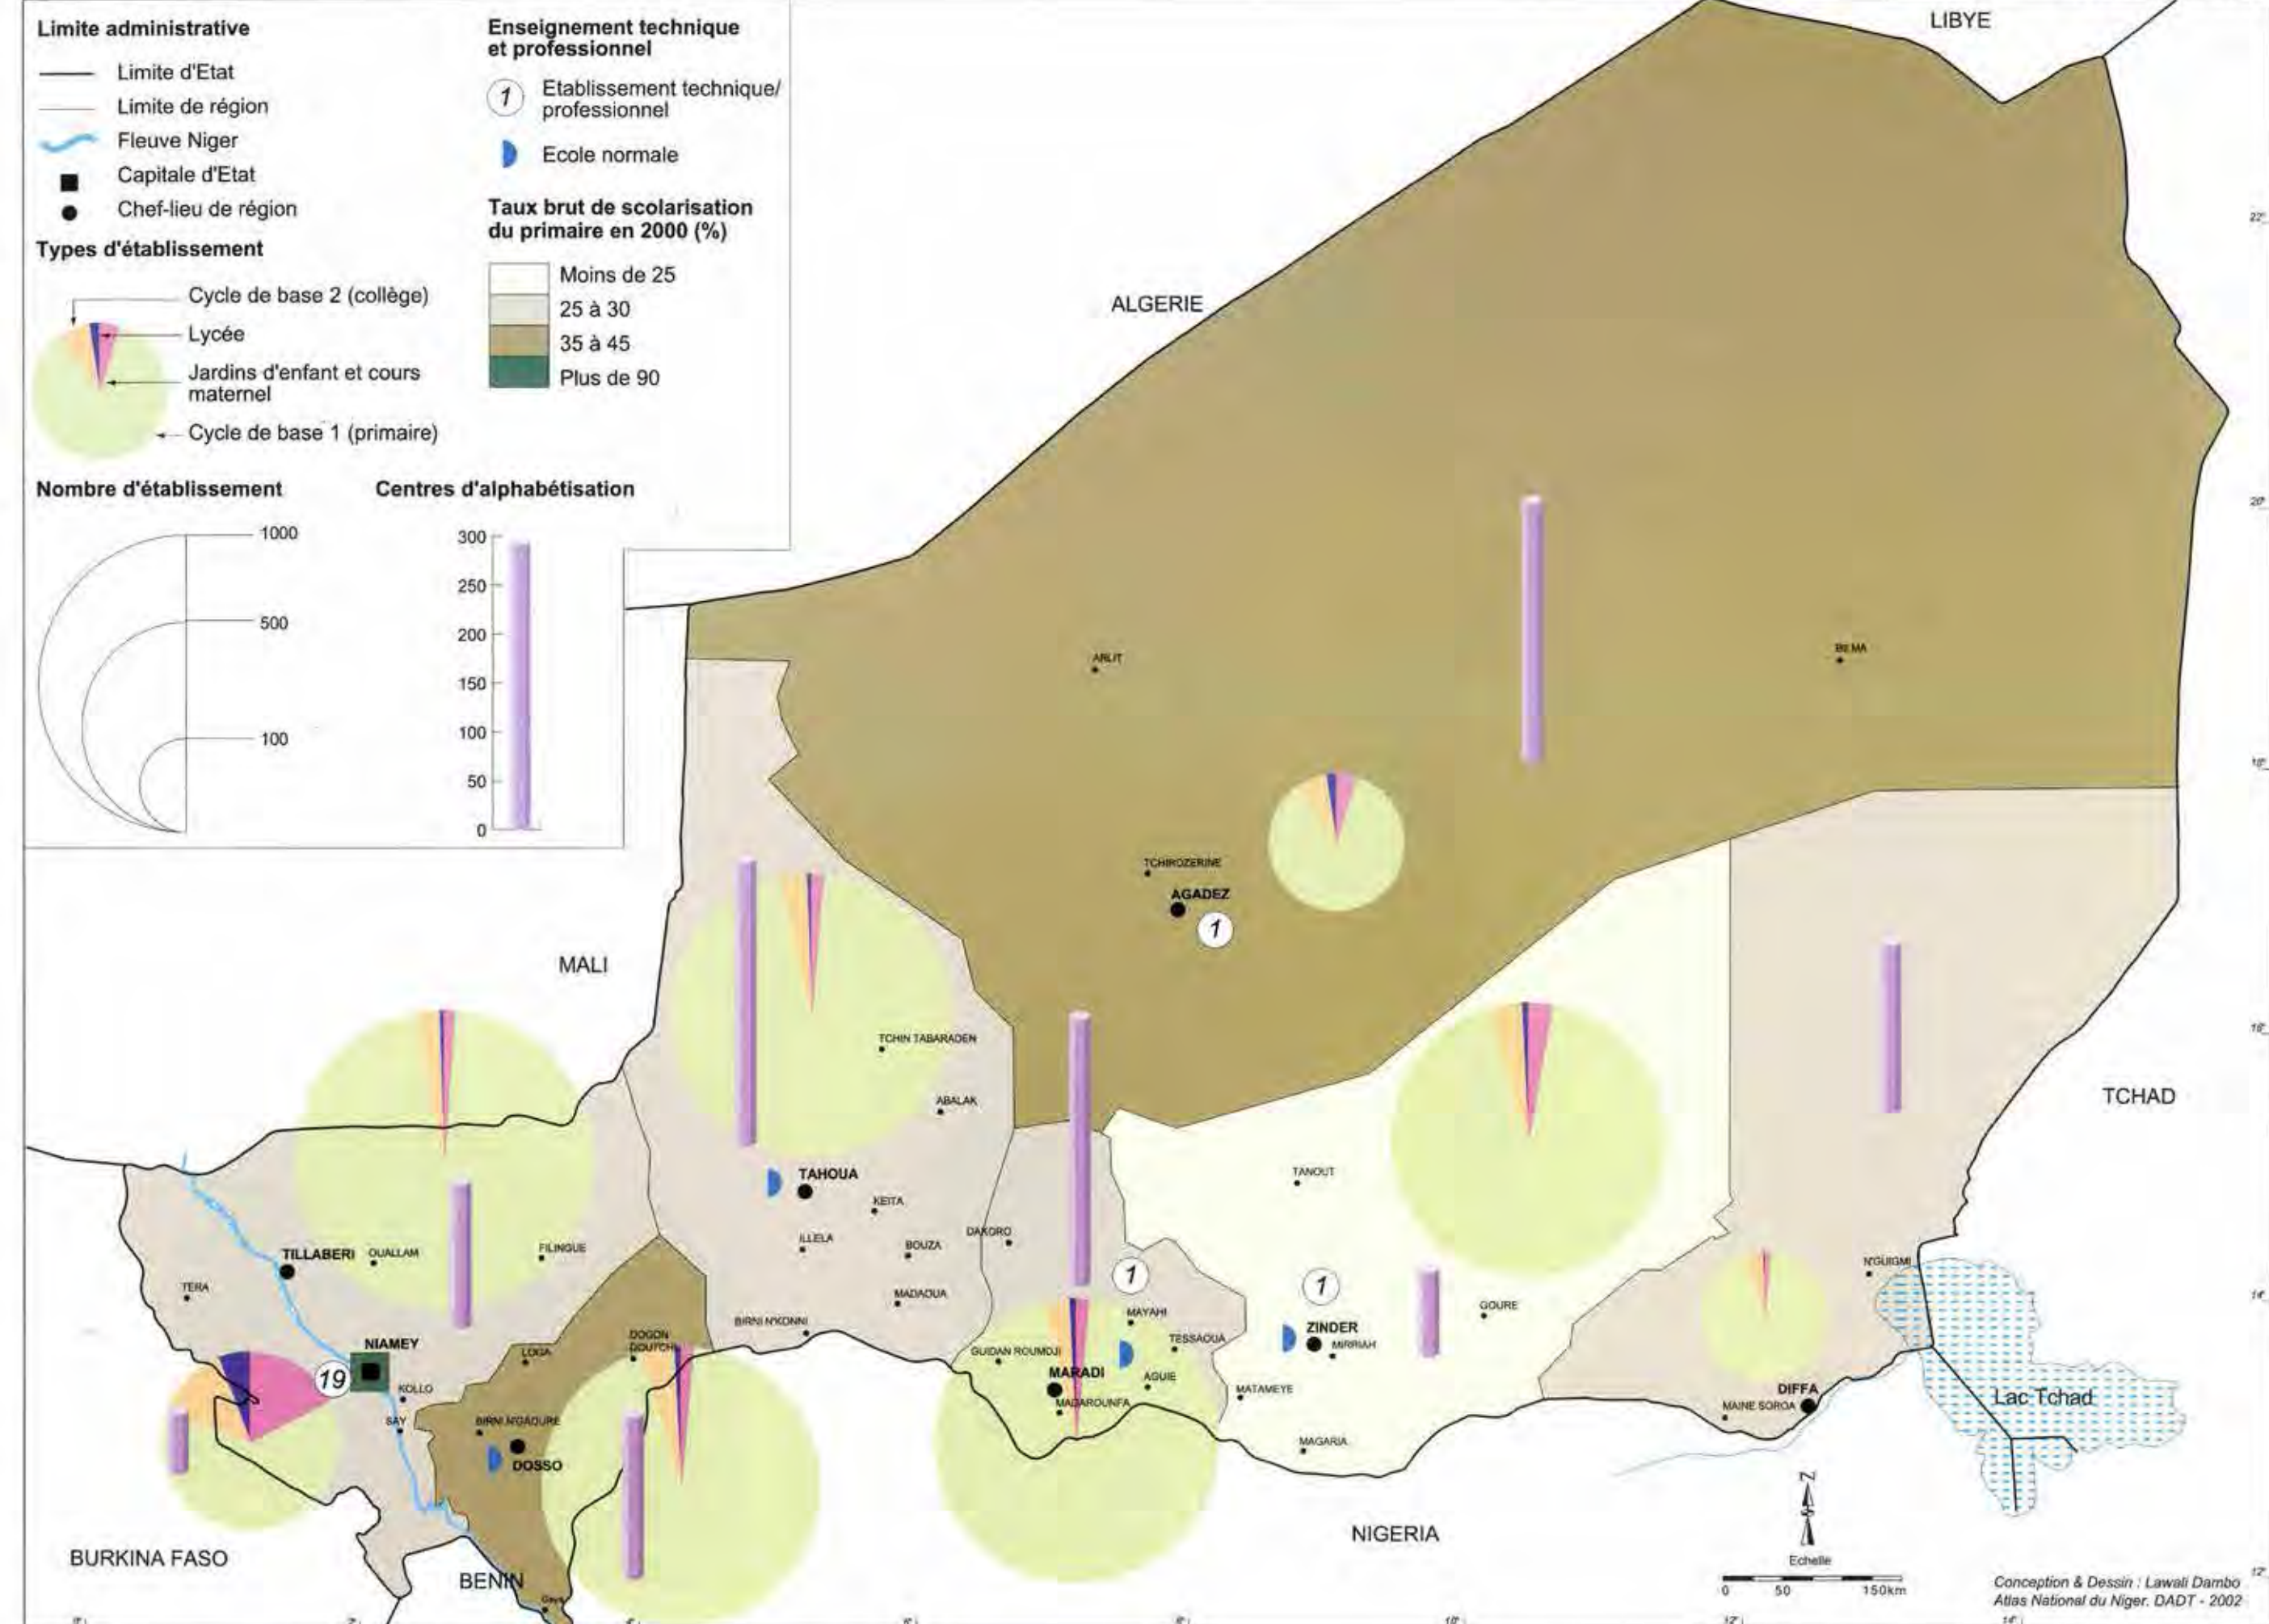 Limite administrative
Limite d'Etat
Limite de région
Fleuve Niger
Capitale d'Etat
Chef-lieu de région
Types d'établissement
Cycle de base 2 (collège)
Lycée
Jardins d'enfant et cours
maternel
Cycle de base 1 (primaire)
Enseignement technique
et professionnel
1
Etablissement technique/
professionnel
Ecole normale
Taux brut de scolarisation
du primaire en 2000 (%)
Moins de 25
25 à 30
35 à 45
Plus de 90
Nombre d'établissement
1000
500
100
Centres d'alphabétisation
300
250
200
150
100
50
0
LIBYE
ALGERIE
22°
20°
ARLIT
BILMA
18°
TCHIROZERINE
AGADEZ
1
MALI
16°
TCHIN TABARADEN
ABALAK
TCHAD
TAHOUA
TANOUT
KEITA
ILLELA
BOUZA
DAKORO
TILLABERI
OUALLAM
FILINGUE
N'GUIGMI
1
1
TERA
MADAOUA
14°
MAYAHI
GOURE
BIRNI N'KONNI
ZINDER
MIRRIAH
NIAMEY
DOGON
DOUTCHI
LOGA
TESSAOUA
GUIDAN ROUMDJI
MARADI
19
AGUIE
KOLLO
MATAMEYE
DIFFA
Lac Tchad
MADAROUNFA
MAINE SOROA
SAY
BIRNI N'GAOURE
MAGARIA
DOSSO
N
NIGERIA
BURKINA FASO
BENIN
Gaya
Echelle
0 50 150km
12°
Conception & Dessin : Lawali Dambo
Atlas National du Niger. DADT - 2002